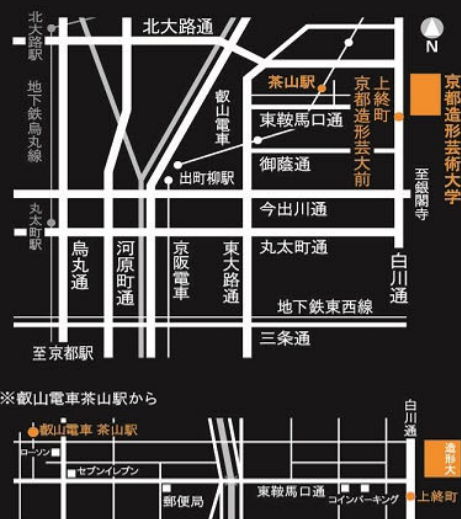 北大路通
北大路駅
N
地下鉄烏丸線
叡山電車
茶山駅
上終町
京都造形芸大前
京都造形芸術大学
東鞍馬口通
御蔭通
出町柳駅
至銀閣寺
今出川通
丸太町駅
丸太町通
烏丸通
河原町通
京阪電車
東大路通
白川通
地下鉄東西線
三条通
至京都駅
※叡山電車茶山駅から
白川通
叡山電車 茶山駅
ローソン
セブンイレブン
造形大
郵便局
東鞍馬口通
コインパーキング
上終町